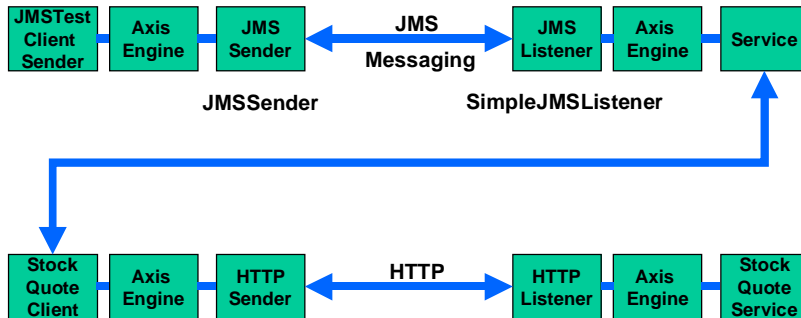 JMSTest
Client
Sender
Axis
Engine
JMS
Sender
JMS
Messaging
JMS
Listener
Axis
Engine
Service
JMSSender
SimpleJMSListener
Stock
Quote
Client
Axis
Engine
HTTP
Sender
HTTP
HTTP
Listener
Axis
Engine
Stock
Quote
Service